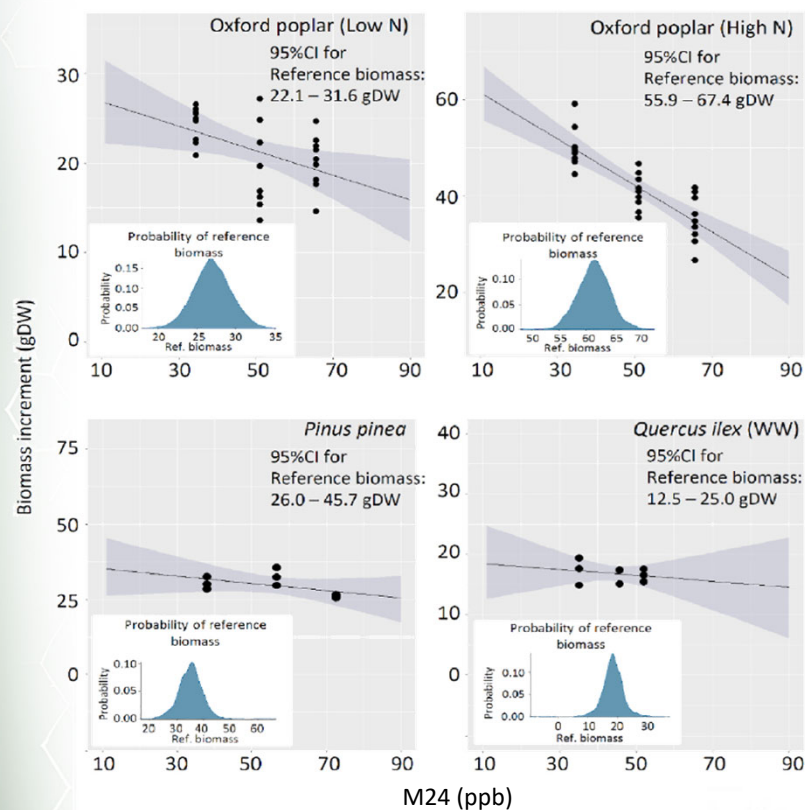 Biomass increment (gDW)
Oxford poplar (Low N)
95%CI for
Reference biomass:
22.1 – 31.6 gDW
30
20
10
0
Probability of reference
biomass
Probability
0.15
0.10
0.05
0.00
20 25 30 35
Ref. biomass
10 30 50 70 90
Oxford poplar (High N)
95%CI for
Reference biomass:
55.9 – 67.4 gDW
60
40
20
Probability of reference
biomass
Probability
0.10
0.05
0.00
50 55 60 65 70
Ref. biomass
10 30 50 70 90
Pinus pinea
95%CI for
Reference biomass:
26.0 – 45.7 gDW
75
50
25
0
Probability of reference
biomass
Probability
0.10
0.05
0.00
20 30 40 50 60
Ref. biomass
10 30 50 70 90
Quercus ilex (WW)
95%CI for
Reference biomass:
12.5 – 25.0 gDW
40
30
20
10
0
Probability of reference
biomass
Probability
0.10
0.05
0.00
0 10 20 30
Ref. biomass
10 30 50 70 90
M24 (ppb)